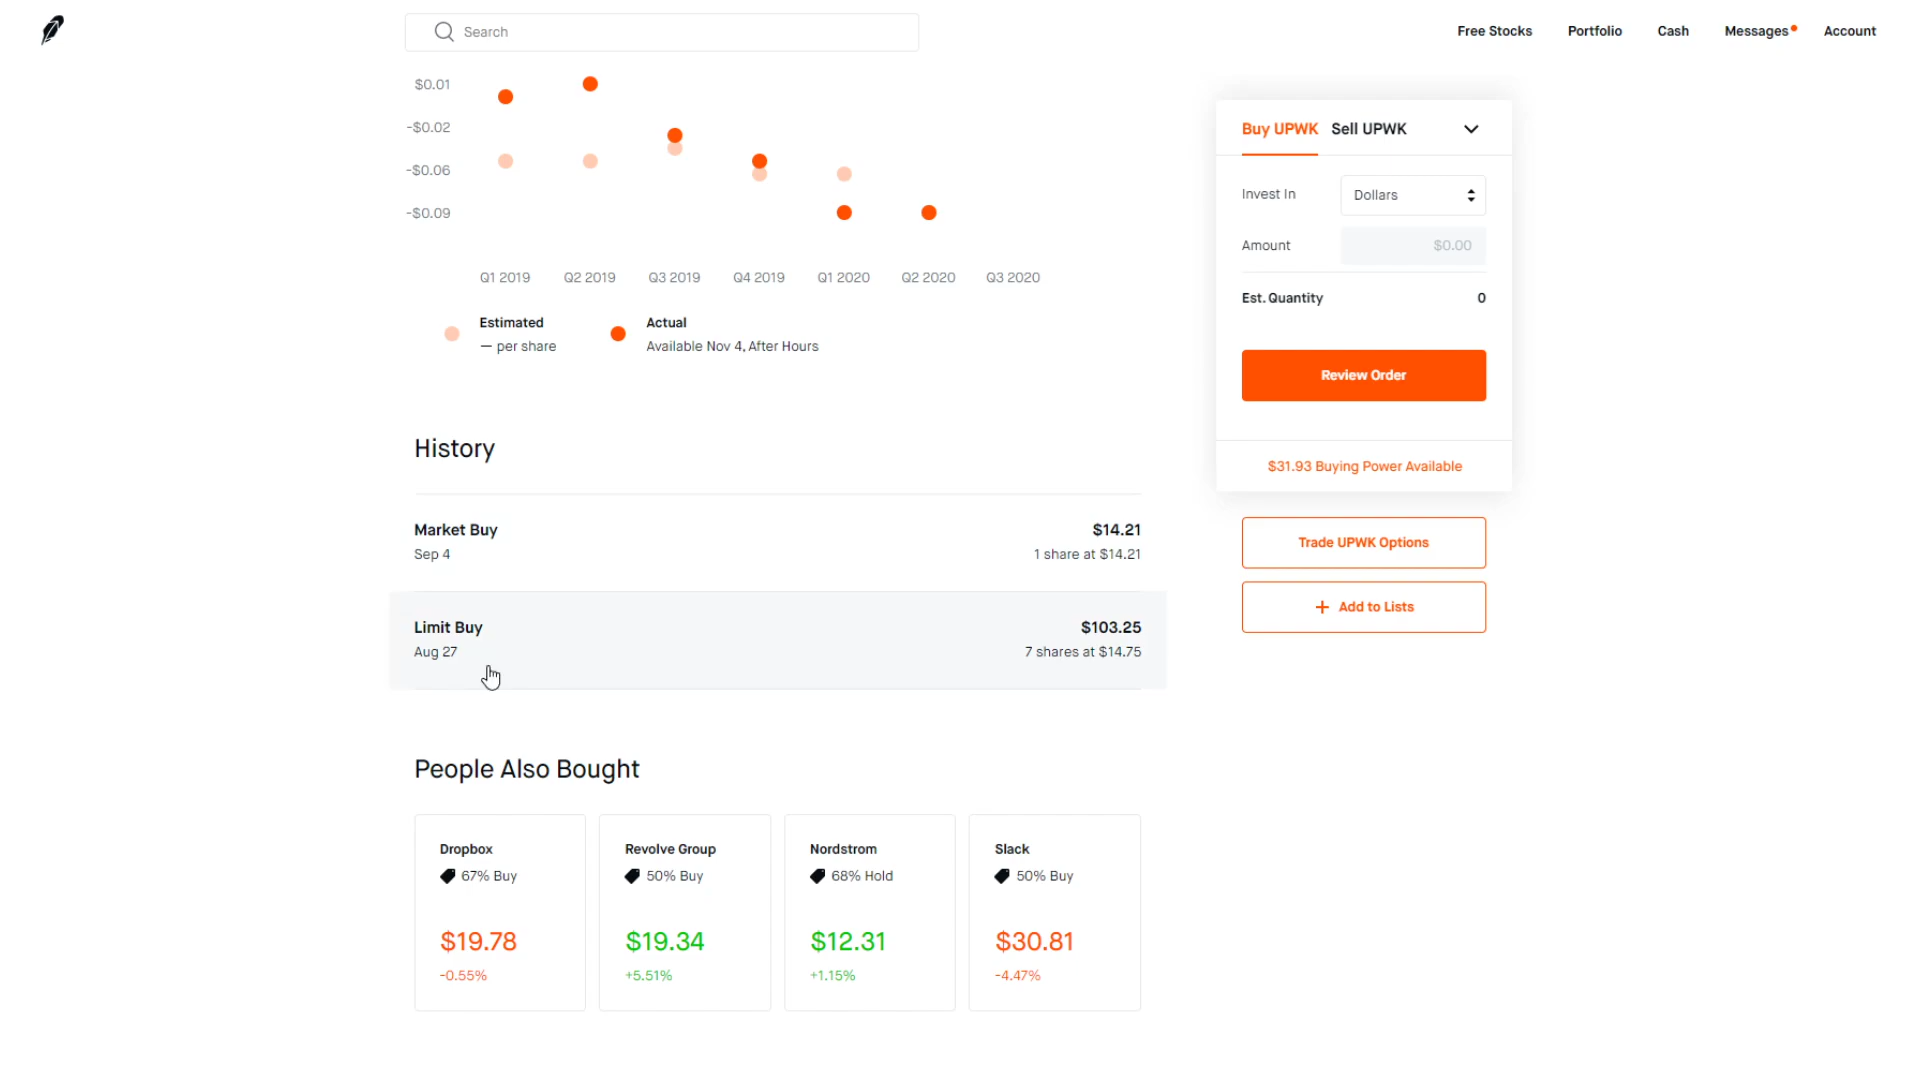 Search
Free Stocks
Portfolio
Cash
Messages
Account
$0.01
-$0.02
-$0.06
-$0.09
Q1 2019
Q2 2019
Q3 2019
Q4 2019
Q1 2020
Q2 2020
Q3 2020
Estimated
— per share
Actual
Available Nov 4, After Hours
History
Market Buy
$14.21
Sep 4
1 share at $14.21
Limit Buy
$103.25
Aug 27
7 shares at $14.75
People Also Bought
Dropbox
67% Buy
$19.78
-0.55%
Revolve Group
50% Buy
$19.34
+5.51%
Nordstrom
68% Hold
$12.31
+1.15%
Slack
50% Buy
$30.81
-4.47%
Buy UPWK
Sell UPWK
Invest In
Dollars
Amount
$0.00
Est. Quantity
0
Review Order
$31.93 Buying Power Available
Trade UPWK Options
+ Add to Lists